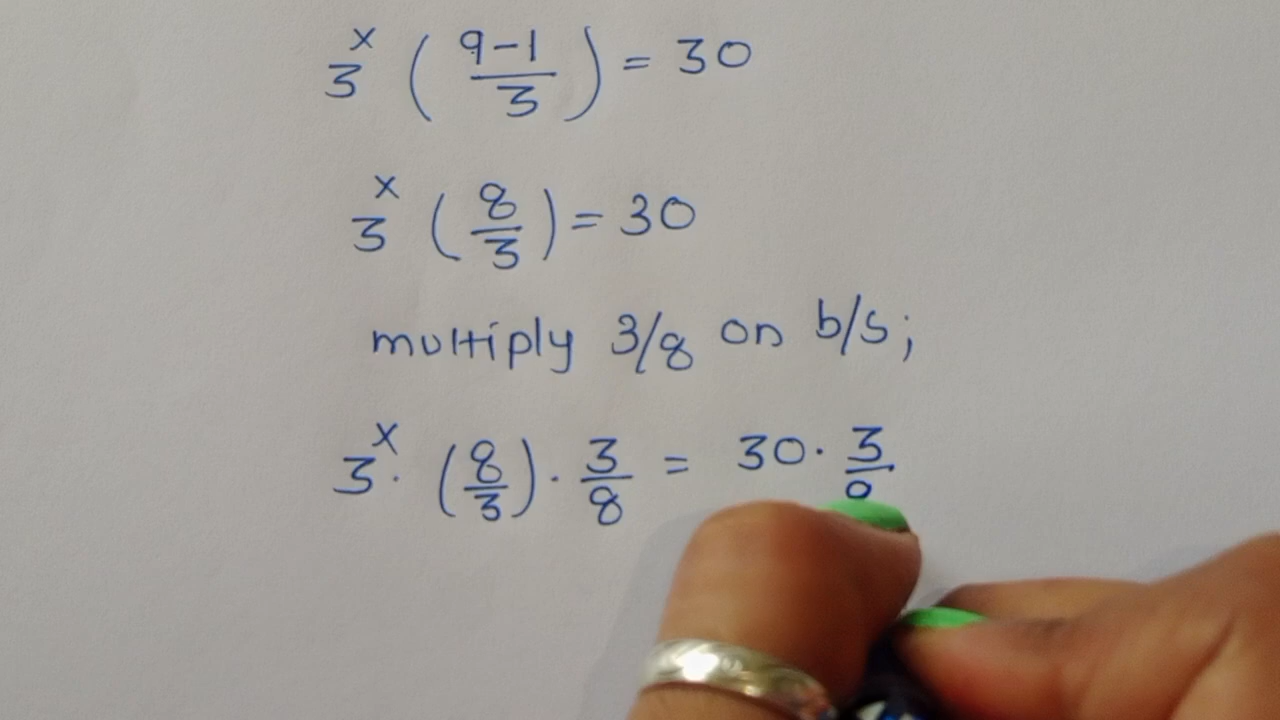 3^x ( (9-1)/3 ) = 30
3^x ( 8/3 ) = 30
multiply 3/8 on b/s;
3^x · ( 8/3 ) · 3/8 = 30 · 3/